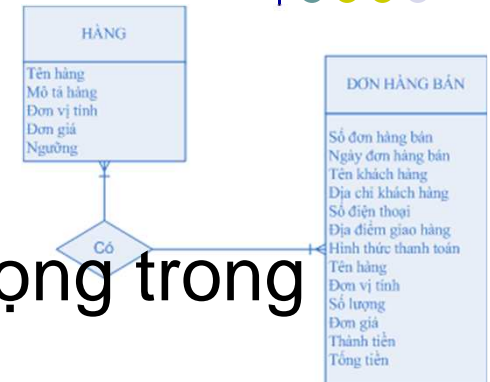 HÀNG
Tên hàng
Mô tả hàng
Đơn vị tính
Đơn giá
Ngưỡng
Có
ọng trong
ĐƠN HÀNG BÁN
Số đơn hàng bán
Ngày đơn hàng bán
Tên khách hàng
Địa chỉ khách hàng
Số điện thoại
Địa điểm giao hàng
Hình thức thanh toán
Tên hàng
Đơn vị tính
Số lượng
Đơn giá
Thành tiền
Tổng tiền